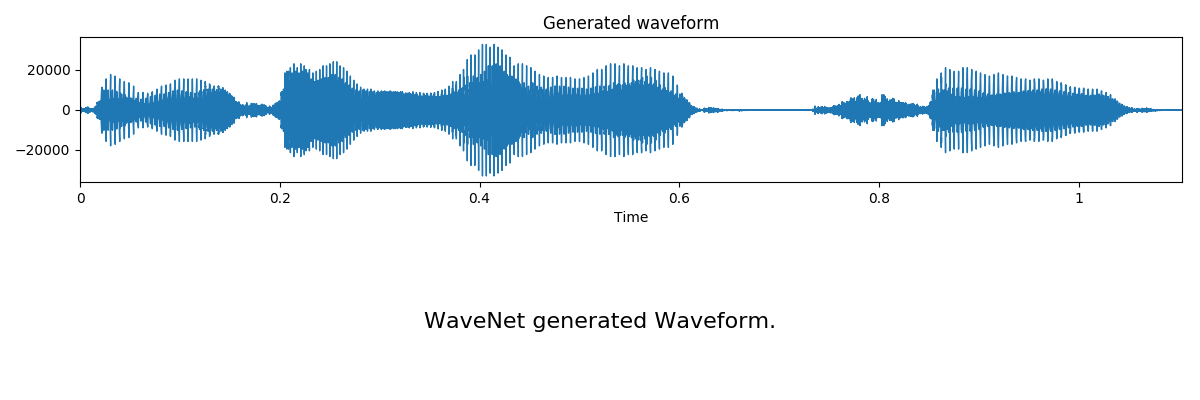 Generated waveform
20000
0
−20000
0 0.2 0.4 0.6 0.8 1
Time
WaveNet generated Waveform.